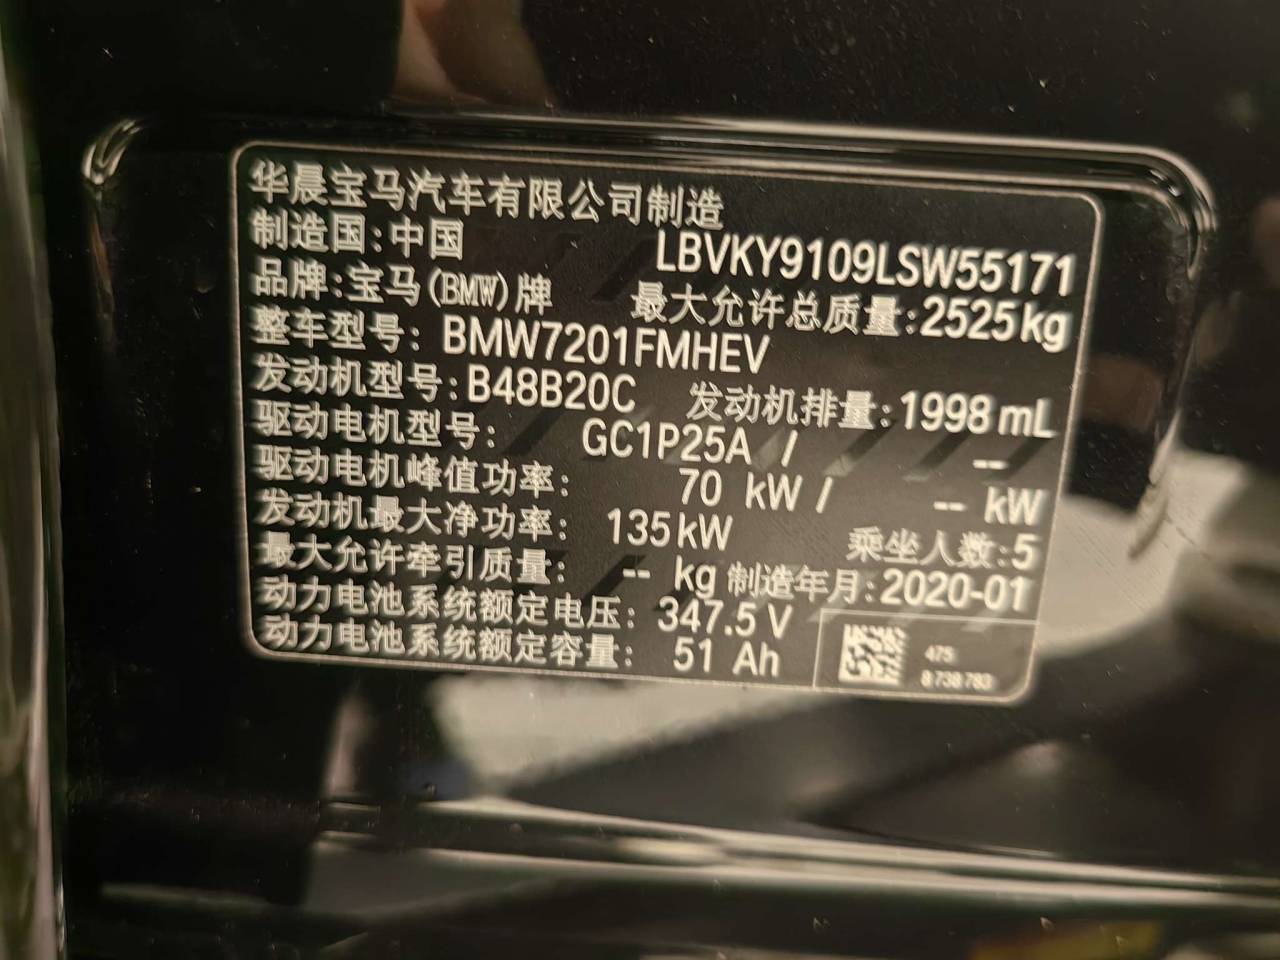 华晨宝马汽车有限公司制造
制造国:中国
LBVKY9109LSW55171
品牌:宝马(BMW)牌 最大允许总质量:2525kg
整车型号: BMW7201FMHEV
发动机型号:B48B20C 发动机排量:1998 mL
驱动电机型号: GC1P25A / --
驱动电机峰值功率: 70 kW / -- kW
发动机最大净功率: 135kW 乘坐人数:5
最大允许牵引质量: -- kg 制造年月:2020-01
动力电池系统额定电压: 347.5 V
动力电池系统额定容量: 51 Ah
475
8738783